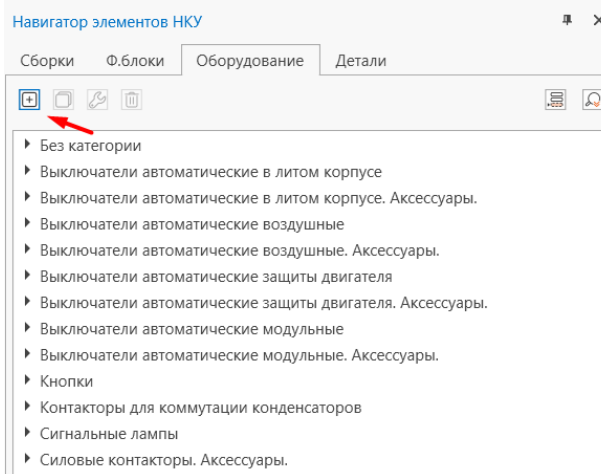 Навигатор элементов НКУ
Сборки Ф.блоки Оборудование Детали
Без категории
Выключатели автоматические в литом корпусе
Выключатели автоматические в литом корпусе. Аксессуары.
Выключатели автоматические воздушные
Выключатели автоматические воздушные. Аксессуары.
Выключатели автоматические защиты двигателя
Выключатели автоматические защиты двигателя. Аксессуары.
Выключатели автоматические модульные
Выключатели автоматические модульные. Аксессуары.
Кнопки
Контакторы для коммутации конденсаторов
Сигнальные лампы
Силовые контакторы. Аксессуары.